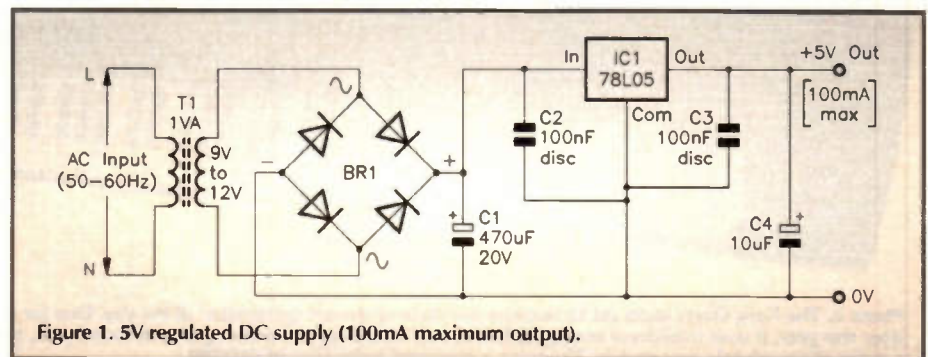 L
N
AC Input
(50–60Hz)
T1
1VA
9V
to
12V
BR1
–
+
+
C1
470uF
20V
C2
100nF
disc
In
IC1
78L05
Out
Com
C3
100nF
disc
+
C4
10uF
+5V Out
100mA
max
0V
Figure 1. 5V regulated DC supply (100mA maximum output).